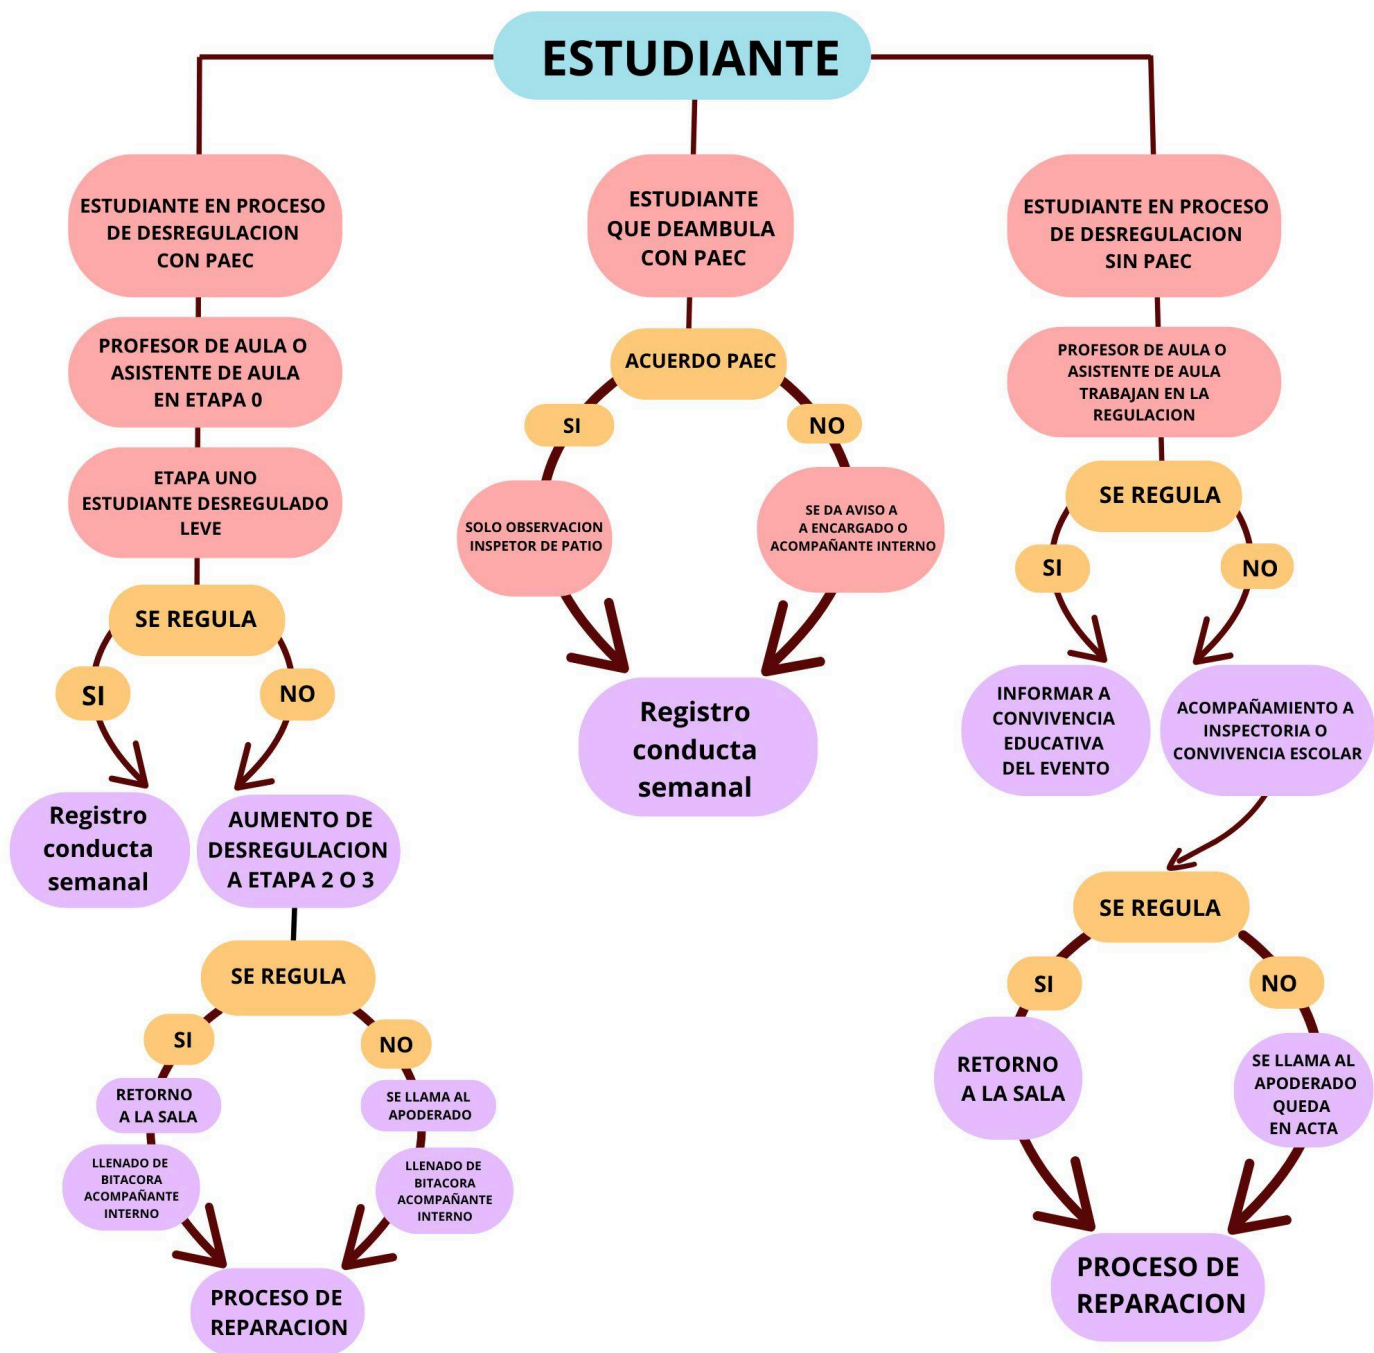 ESTUDIANTE
ESTUDIANTE EN PROCESO
DE DESREGULACION
CON PAEC
PROFESOR DE AULA O
ASISTENTE DE AULA
EN ETAPA 0
ETAPA UNO
ESTUDIANTE DESREGULADO
LEVE
SE REGULA
SI
NO
Registro
conducta
semanal
AUMENTO DE
DESREGULACION
A ETAPA 2 O 3
SE REGULA
SI
NO
RETORNO
A LA SALA
SE LLAMA AL
APODERADO
LLENADO DE
BITACORA
ACOMPAÑANTE
INTERNO
LLENADO DE
BITACORA
ACOMPAÑANTE
INTERNO
PROCESO DE
REPARACION
ESTUDIANTE
QUE DEAMBULA
CON PAEC
ACUERDO PAEC
SI
NO
SOLO OBSERVACION
INSPETOR DE PATIO
SE DA AVISO A
A ENCARGADO O
ACOMPAÑANTE INTERNO
Registro
conducta
semanal
ESTUDIANTE EN PROCESO
DE DESREGULACION
SIN PAEC
PROFESOR DE AULA O
ASISTENTE DE AULA
TRABAJAN EN LA
REGULACION
SE REGULA
SI
NO
INFORMAR A
CONVIVENCIA
EDUCATIVA
DEL EVENTO
ACOMPAÑAMIENTO A
INSPECTORIA O
CONVIVENCIA ESCOLAR
SE REGULA
SI
NO
RETORNO
A LA SALA
SE LLAMA AL
APODERADO
QUEDA
EN ACTA
PROCESO DE
REPARACION